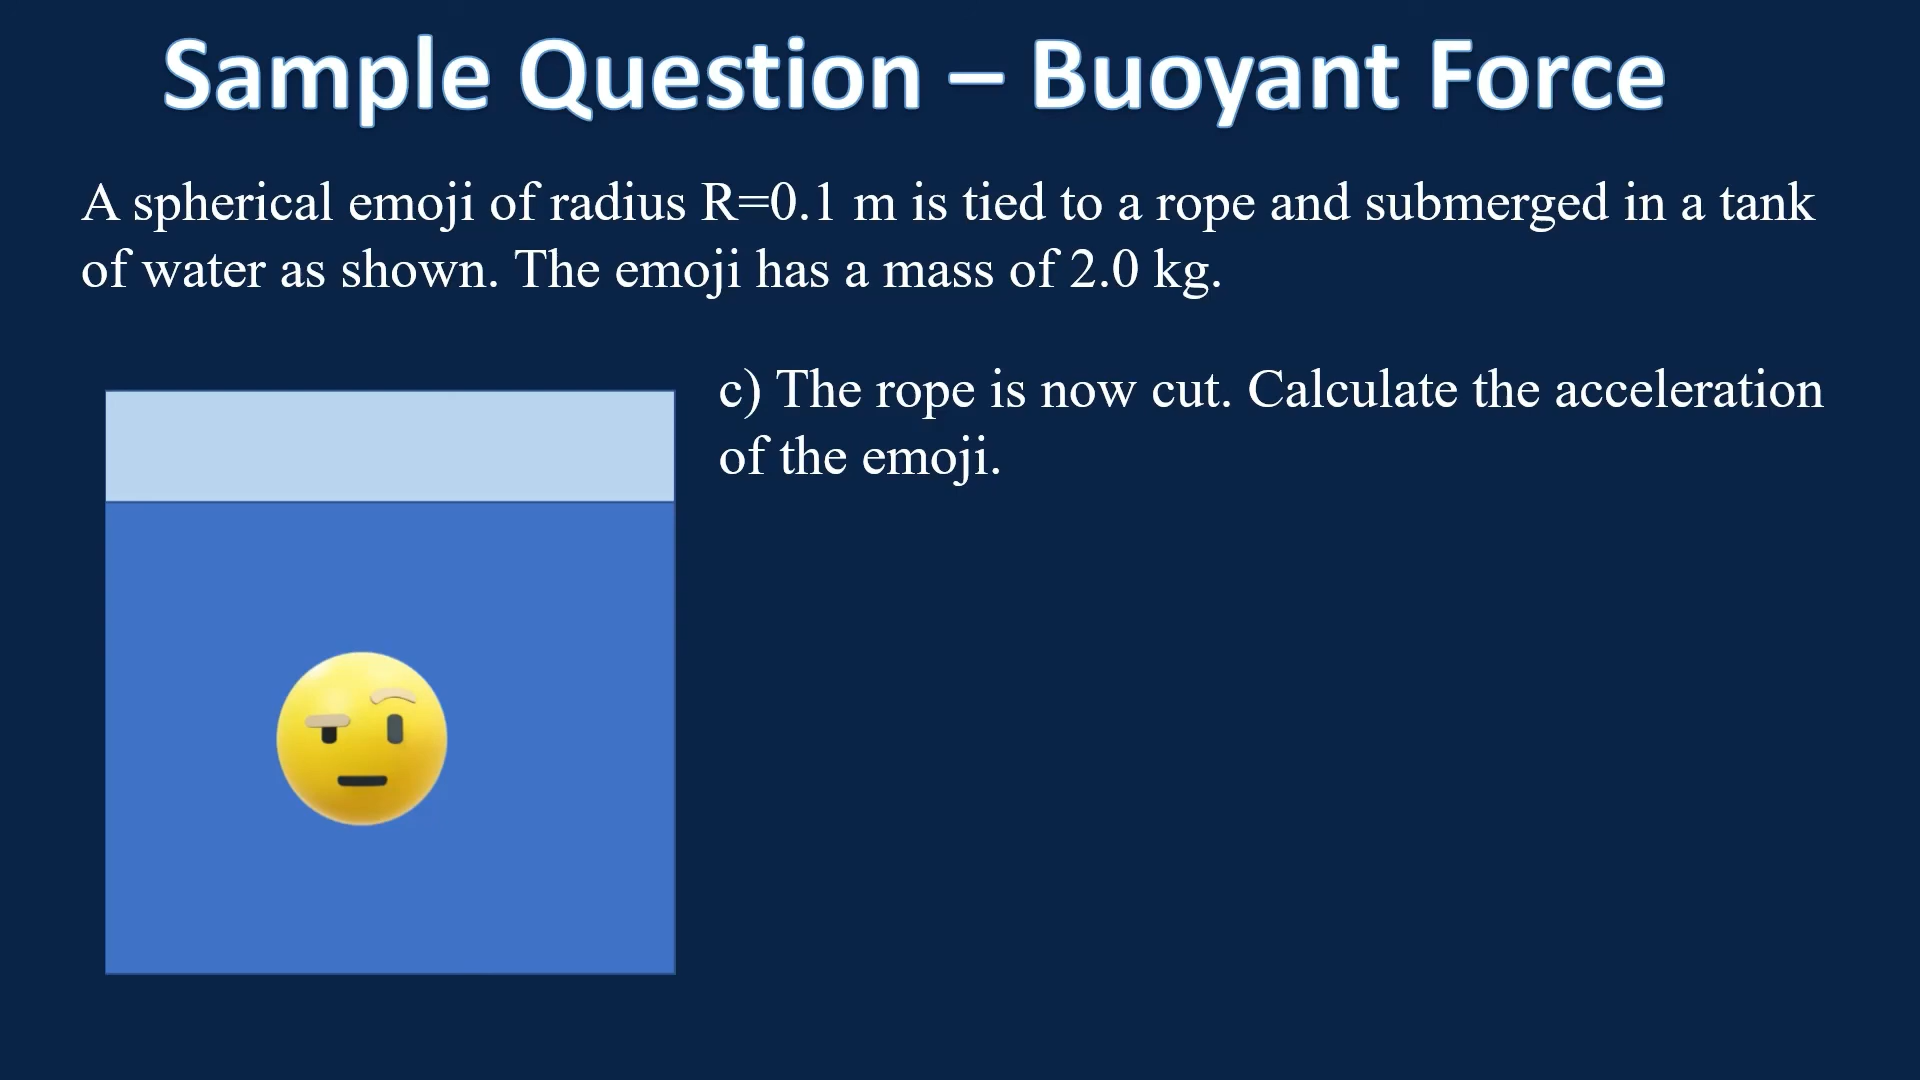 Sample Question – Buoyant Force
A spherical emoji of radius R=0.1 m is tied to a rope and submerged in a tank
of water as shown. The emoji has a mass of 2.0 kg.
c) The rope is now cut. Calculate the acceleration
of the emoji.